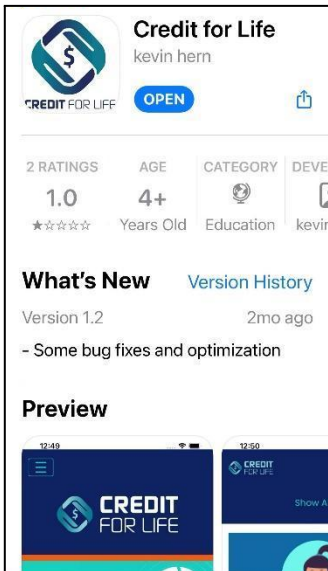 Credit for Life
kevin hern
CREDIT FOR LIFE
OPEN
2 RATINGS AGE CATEGORY
1.0 4+
Years Old Education
What's New Version History
Version 1.2 2mo ago
- Some bug fixes and optimization
Preview
12:49 12:50
CREDIT
FOR LIFE
CREDIT
FOR LIFE